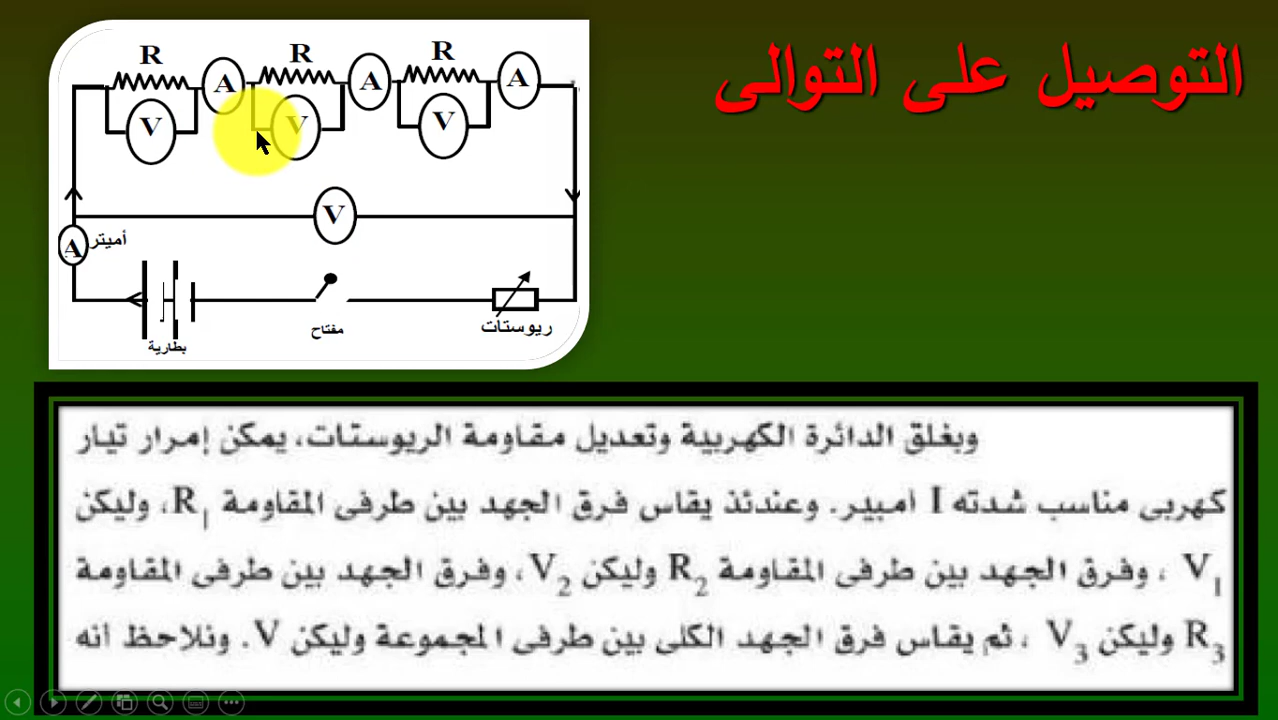 التوصيل على التوالى
R R R
A A A
V V V
V
A أميتر
بطارية
مفتاح
ريوستات
وبغلق الدائرة الكهربية وتعديل مقاومة الريوستات، يمكن إمرار تيار
كهربى مناسب شدته I أمبير. وعندئذ يقاس فرق الجهد بين طرفى المقاومة R1، وليكن
V1 ، وفرق الجهد بين طرفى المقاومة R2 وليكن V2، وفرق الجهد بين طرفى المقاومة
R3 وليكن V3 ، ثم يقاس فرق الجهد الكلى بين طرفى المجموعة وليكن V. ونلاحظ أنه